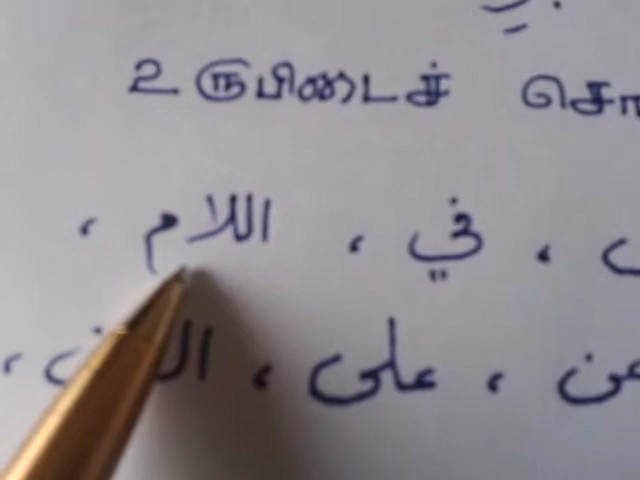 உருபிடைச்
، في ، اللام ،
عن ، على ،